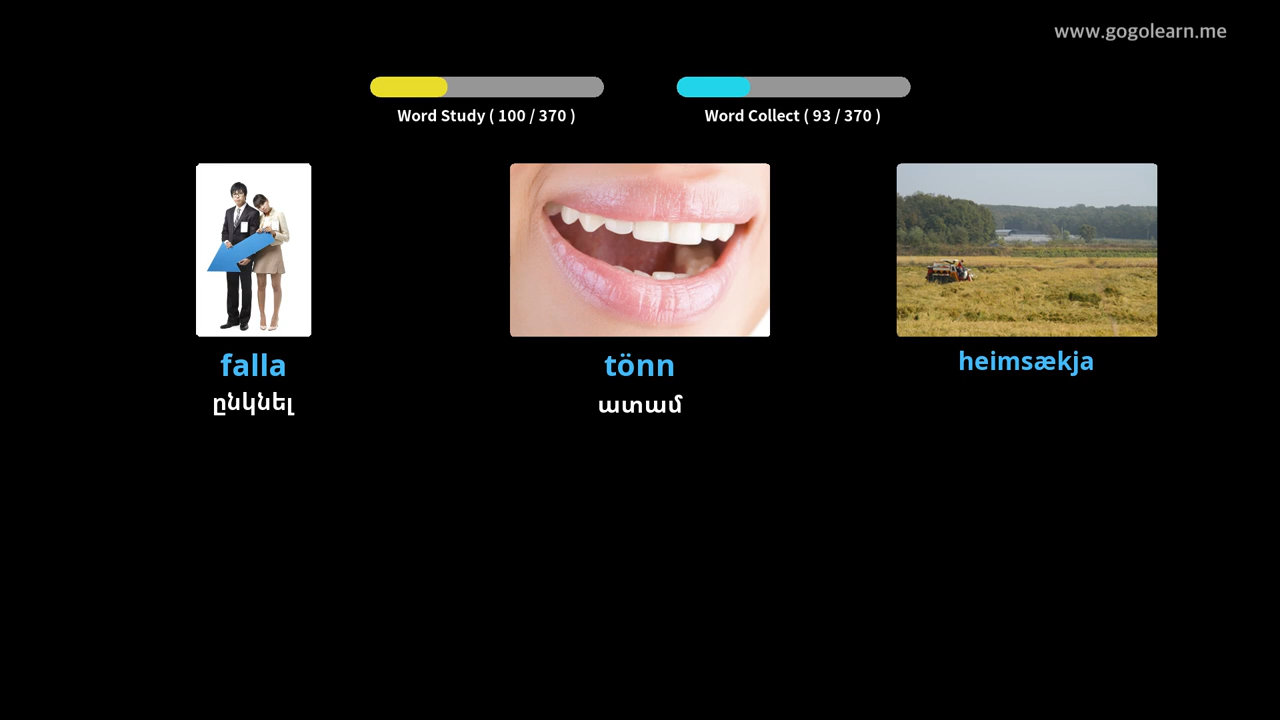 www.gogolearn.me
Word Study ( 100 / 370 )
Word Collect ( 93 / 370 )
falla
tönn
heimsækja
ընկնել
ատամ